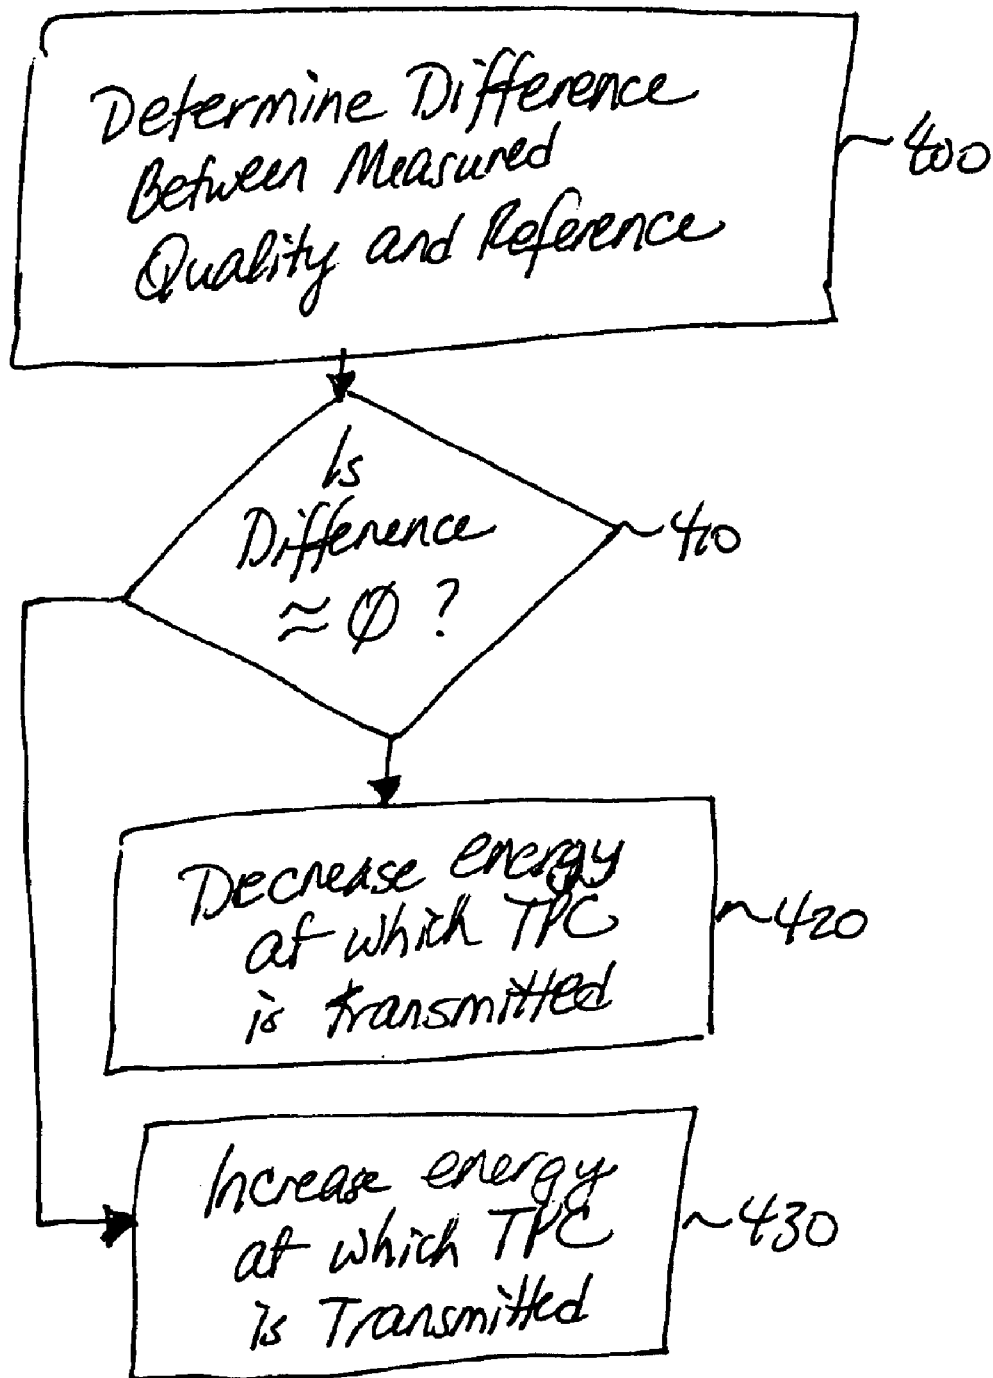 Determine Difference
Between Measured
Quality and Reference
400
Is
Difference
≈ Ø ?
410
Decrease energy
at which TPC
is transmitted
420
Increase energy
at which TPC
is Transmitted
430